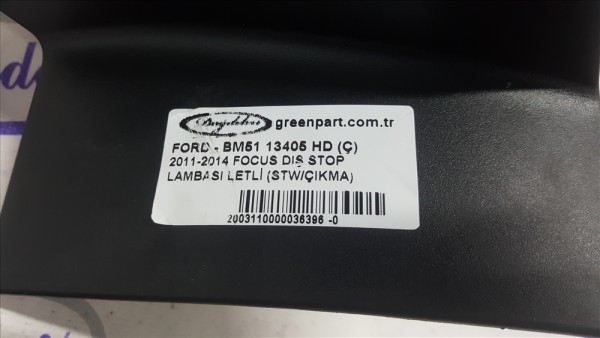 greenpart.com.tr
FORD - BM51 13405 HD (Ç)
2011-2014 FOCUS DIŞ STOP
LAMBASI LETLİ (STW/ÇIKMA)
2003110000036396 -0